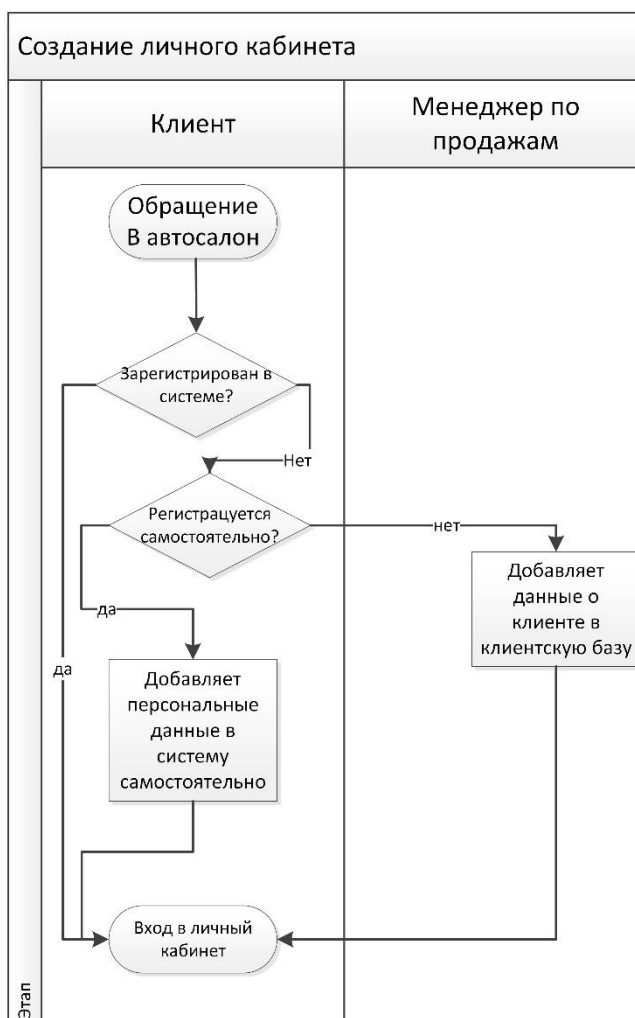 Создание личного кабинета
Клиент
Менеджер по
продажам
Обращение
В автосалон
Зарегистрирован в
системе?
Нет
Регистрацуется
самостоятельно?
нет
Добавляет
данные о
клиенте в
клиентскую базу
да
да
Добавляет
персональные
данные в
систему
самостоятельно
Вход в личный
кабинет
Этап